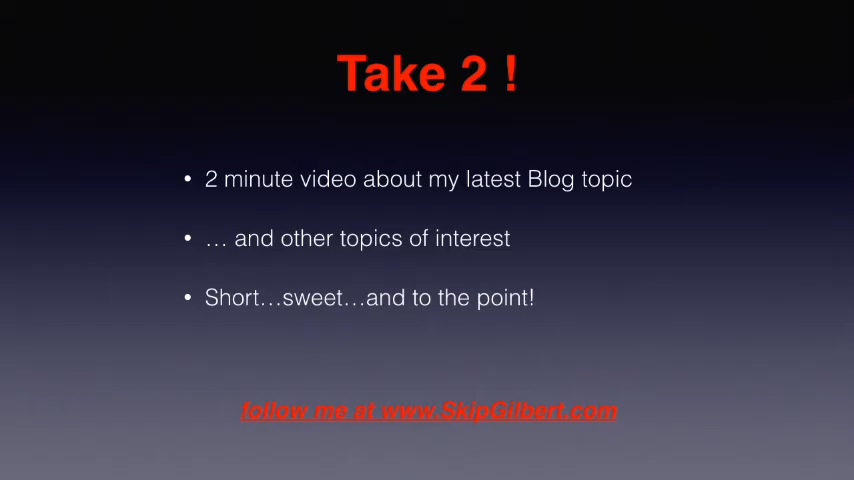 Take 2 !
• 2 minute video about my latest Blog topic
• … and other topics of interest
• Short…sweet…and to the point!
follow me at www.SkipGilbert.com